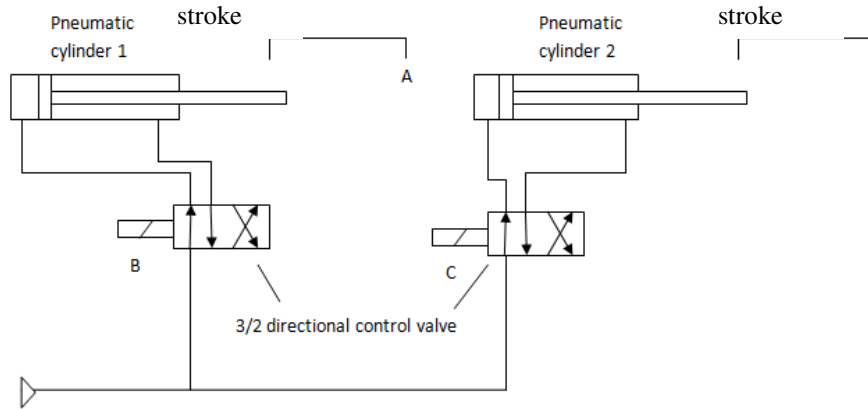 Pneumatic
cylinder 1
stroke
Pneumatic
cylinder 2
stroke
A
B
C
3/2 directional control valve